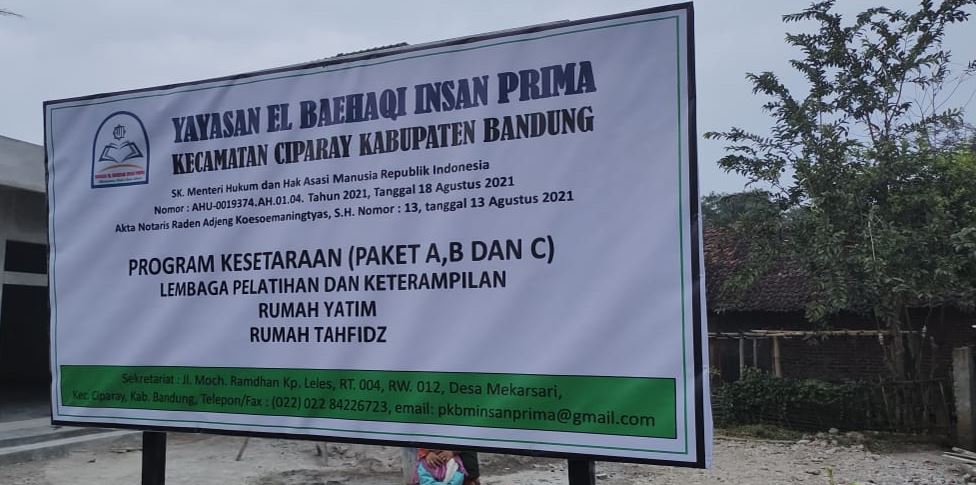 YAYASAN EL BAEHAQI INSAN PRIMA
KECAMATAN CIPARAY KABUPATEN BANDUNG
SK. Menteri Hukum dan Hak Asasi Manusia Republik Indonesia
Nomor : AHU-0019374.AH.01.04. Tahun 2021, Tanggal 18 Agustus 2021
Akta Notaris Raden Adjeng Koesoemaningtyas, S.H. Nomor : 13, tanggal 13 Agustus 2021
PROGRAM KESETARAAN (PAKET A,B DAN C)
LEMBAGA PELATIHAN DAN KETERAMPILAN
RUMAH YATIM
RUMAH TAHFIDZ
Sekretariat : Jl. Moch. Ramdhan Kp. Leles, RT. 004, RW. 012, Desa Mekarsari,
Kec. Ciparay, Kab. Bandung, Telepon/Fax : (022) 022 84226723, email: pkbminsanprima@gmail.com